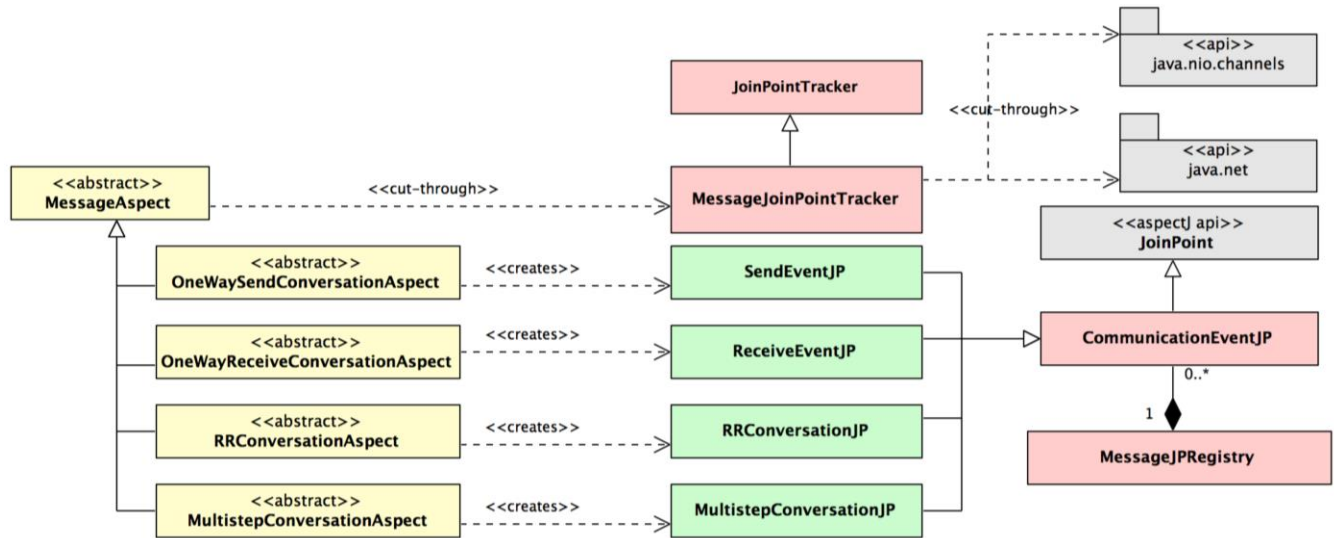 <<api>>
java.nio.channels
JoinPointTracker
<<cut-through>>
<<api>>
java.net
<<abstract>>
MessageAspect
<<cut-through>>
MessageJoinPointTracker
<<aspectJ api>>
JoinPoint
<<abstract>>
OneWaySendConversationAspect
<<creates>>
SendEventJP
<<abstract>>
OneWayReceiveConversationAspect
<<creates>>
ReceiveEventJP
CommunicationEventJP
0..*
1
<<abstract>>
RRConversationAspect
<<creates>>
RRConversationJP
MessageJPRegistry
<<abstract>>
MultistepConversationAspect
<<creates>>
MultistepConversationJP